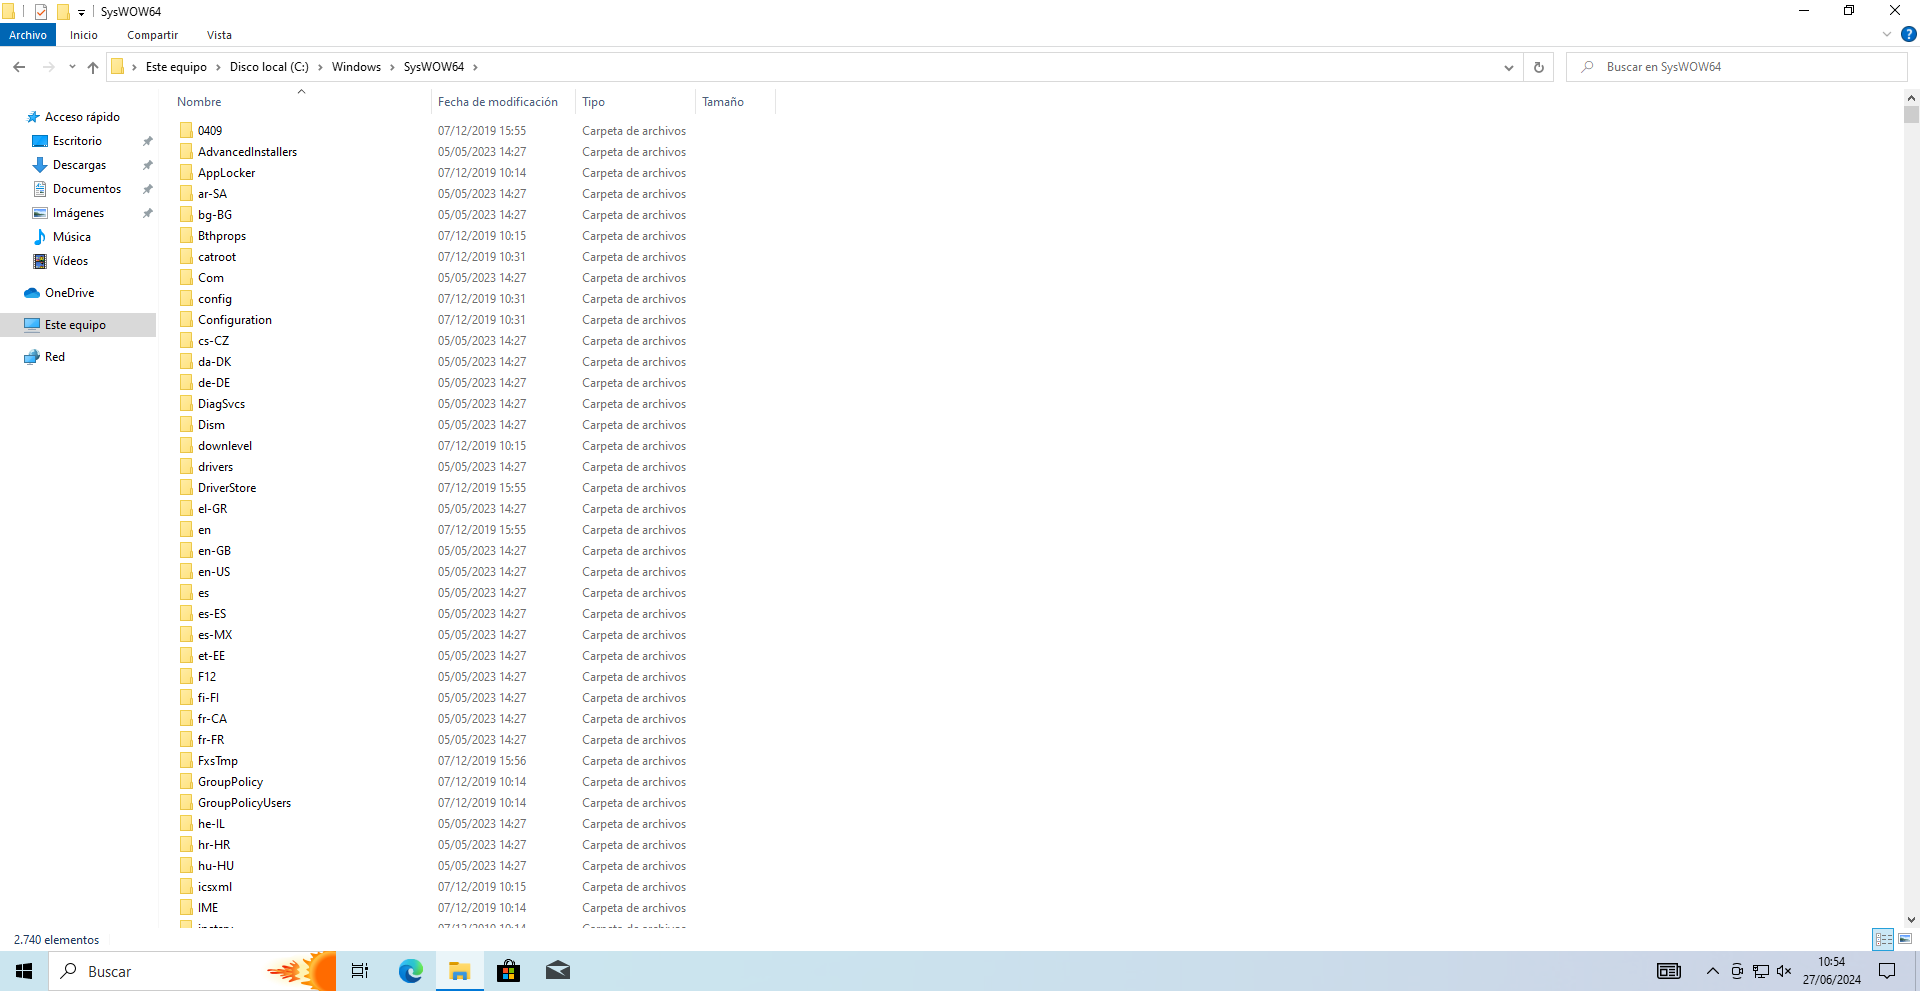 SysWOW64
Archivo Inicio Compartir Vista
Este equipo Disco local (C:) Windows SysWOW64
Buscar en SysWOW64
Acceso rápido
Escritorio
Descargas
Documentos
Imágenes
Música
Vídeos
OneDrive
Este equipo
Red
Nombre Fecha de modificación Tipo Tamaño
0409 07/12/2019 15:55 Carpeta de archivos
AdvancedInstallers 05/05/2023 14:27 Carpeta de archivos
AppLocker 07/12/2019 10:14 Carpeta de archivos
ar-SA 05/05/2023 14:27 Carpeta de archivos
bg-BG 05/05/2023 14:27 Carpeta de archivos
Bthprops 07/12/2019 10:15 Carpeta de archivos
catroot 07/12/2019 10:31 Carpeta de archivos
Com 05/05/2023 14:27 Carpeta de archivos
config 07/12/2019 10:31 Carpeta de archivos
Configuration 07/12/2019 10:31 Carpeta de archivos
cs-CZ 05/05/2023 14:27 Carpeta de archivos
da-DK 05/05/2023 14:27 Carpeta de archivos
de-DE 05/05/2023 14:27 Carpeta de archivos
DiagSvcs 05/05/2023 14:27 Carpeta de archivos
Dism 05/05/2023 14:27 Carpeta de archivos
downlevel 07/12/2019 10:15 Carpeta de archivos
drivers 05/05/2023 14:27 Carpeta de archivos
DriverStore 07/12/2019 15:55 Carpeta de archivos
el-GR 05/05/2023 14:27 Carpeta de archivos
en 07/12/2019 15:55 Carpeta de archivos
en-GB 05/05/2023 14:27 Carpeta de archivos
en-US 05/05/2023 14:27 Carpeta de archivos
es 05/05/2023 14:27 Carpeta de archivos
es-ES 05/05/2023 14:27 Carpeta de archivos
es-MX 05/05/2023 14:27 Carpeta de archivos
et-EE 05/05/2023 14:27 Carpeta de archivos
F12 05/05/2023 14:27 Carpeta de archivos
fi-FI 05/05/2023 14:27 Carpeta de archivos
fr-CA 05/05/2023 14:27 Carpeta de archivos
fr-FR 05/05/2023 14:27 Carpeta de archivos
FxsTmp 07/12/2019 15:56 Carpeta de archivos
GroupPolicy 07/12/2019 10:14 Carpeta de archivos
GroupPolicyUsers 07/12/2019 10:14 Carpeta de archivos
he-IL 05/05/2023 14:27 Carpeta de archivos
hr-HR 05/05/2023 14:27 Carpeta de archivos
hu-HU 05/05/2023 14:27 Carpeta de archivos
icsxml 07/12/2019 10:15 Carpeta de archivos
IME 07/12/2019 10:14 Carpeta de archivos
2.740 elementos
Buscar
10:54
27/06/2024